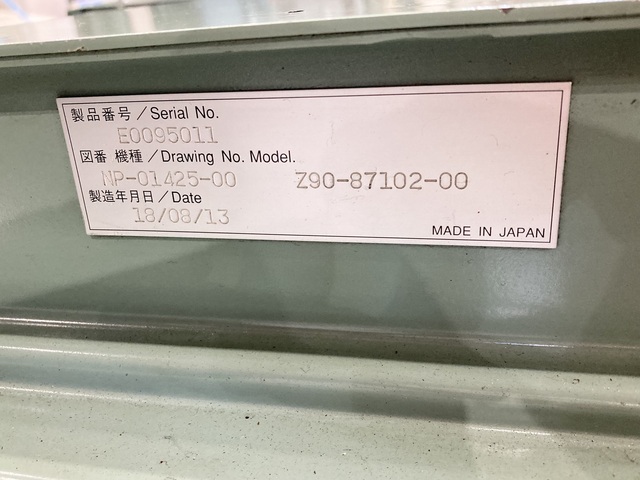 製品番号/Serial No.
E0095011
図番 機種/Drawing No. Model.
NP-01425-00 Z90-87102-00
製造年月日/Date
18/08/13
MADE IN JAPAN